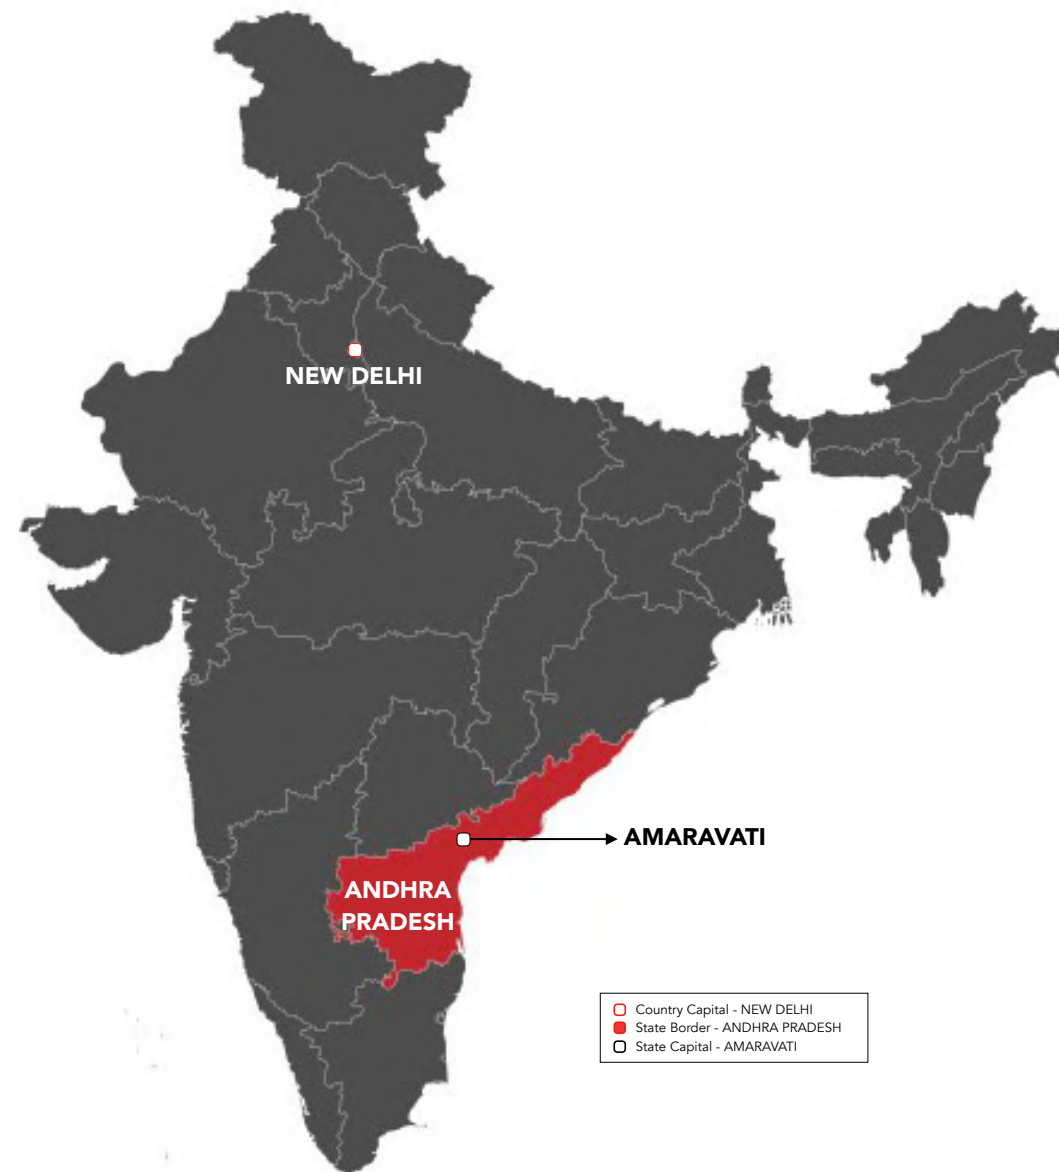 NEW DELHI
AMARAVATI
ANDHRA
PRADESH
Country Capital - NEW DELHI
State Border - ANDHRA PRADESH
State Capital - AMARAVATI